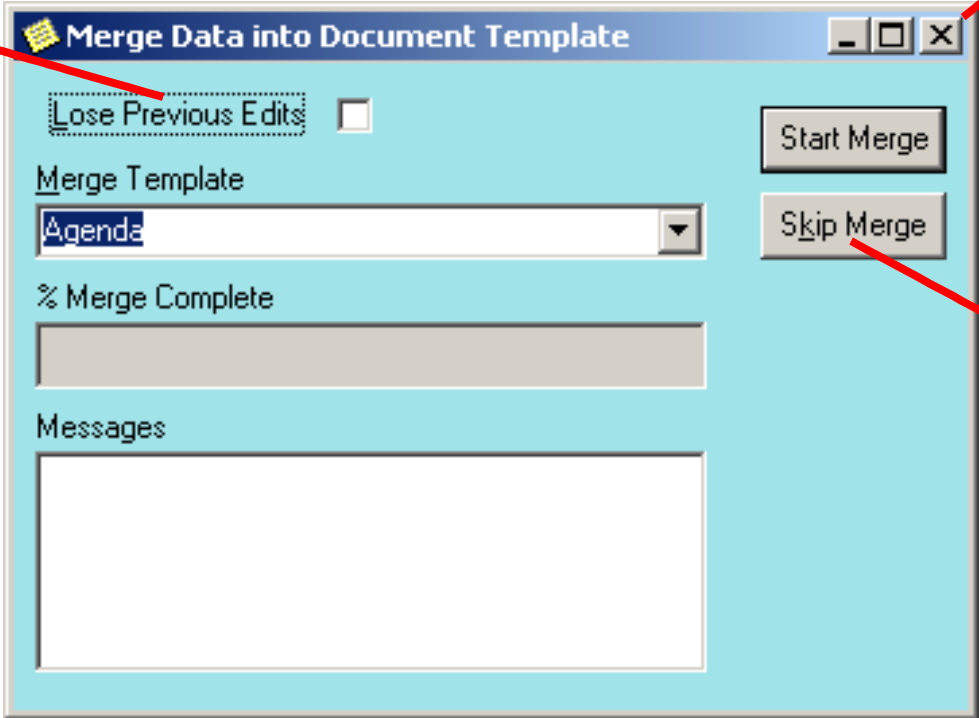 Merge Data into Document Template
Lose Previous Edits
Start Merge
Merge Template
Agenda
Skip Merge
% Merge Complete
Messages